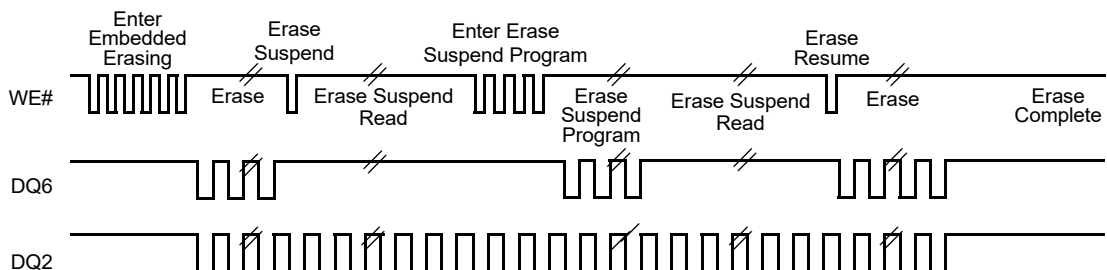 Enter
Embedded
Erasing
Erase
Suspend
Enter Erase
Suspend Program
Erase
Resume
WE#
Erase
Erase Suspend
Read
Erase
Suspend
Program
Erase Suspend
Read
Erase
Erase
Complete
DQ6
DQ2